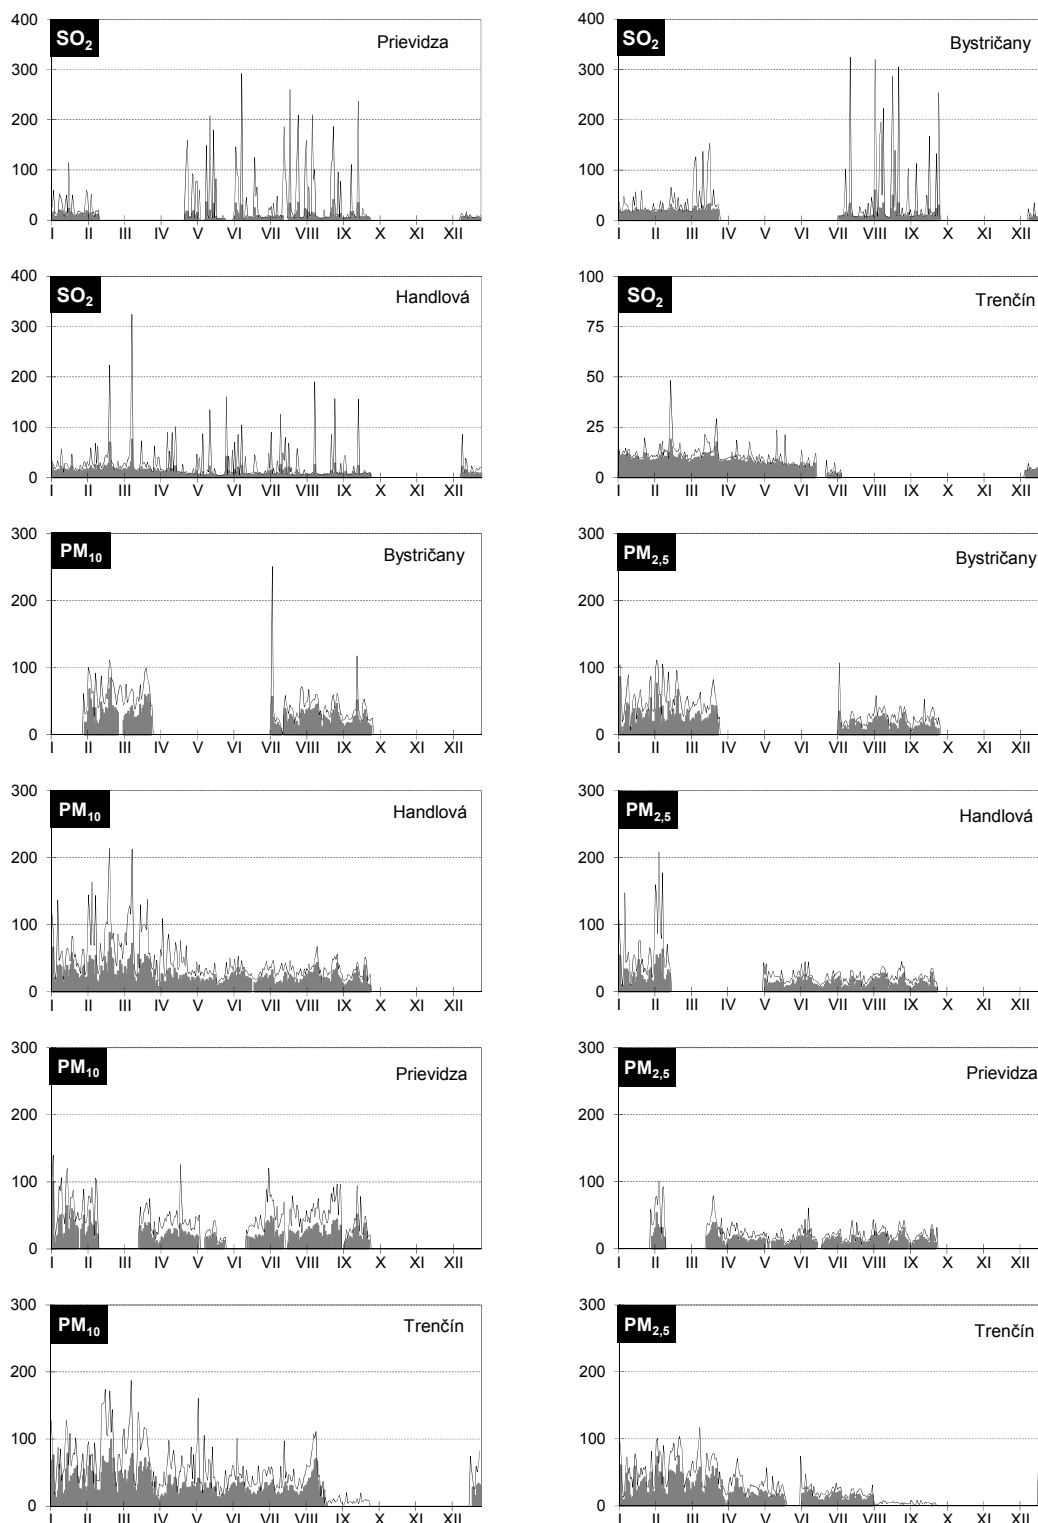 SO2 Prievidza
400
300
200
100
0
I II III IV V VI VII VIII IX X XI XII
SO2 Bystričany
400
300
200
100
0
I II III IV V VI VII VIII IX X XI XII
SO2 Handlová
400
300
200
100
0
I II III IV V VI VII VIII IX X XI XII
SO2 Trenčín
100
75
50
25
0
I II III IV V VI VII VIII IX X XI XII
PM10 Bystričany
300
200
100
0
I II III IV V VI VII VIII IX X XI XII
PM2,5 Bystričany
300
200
100
0
I II III IV V VI VII VIII IX X XI XII
PM10 Handlová
300
200
100
0
I II III IV V VI VII VIII IX X XI XII
PM2,5 Handlová
300
200
100
0
I II III IV V VI VII VIII IX X XI XII
PM10 Prievidza
300
200
100
0
I II III IV V VI VII VIII IX X XI XII
PM2,5 Prievidza
300
200
100
0
I II III IV V VI VII VIII IX X XI XII
PM10 Trenčín
300
200
100
0
I II III IV V VI VII VIII IX X XI XII
PM2,5 Trenčín
300
200
100
0
I II III IV V VI VII VIII IX X XI XII